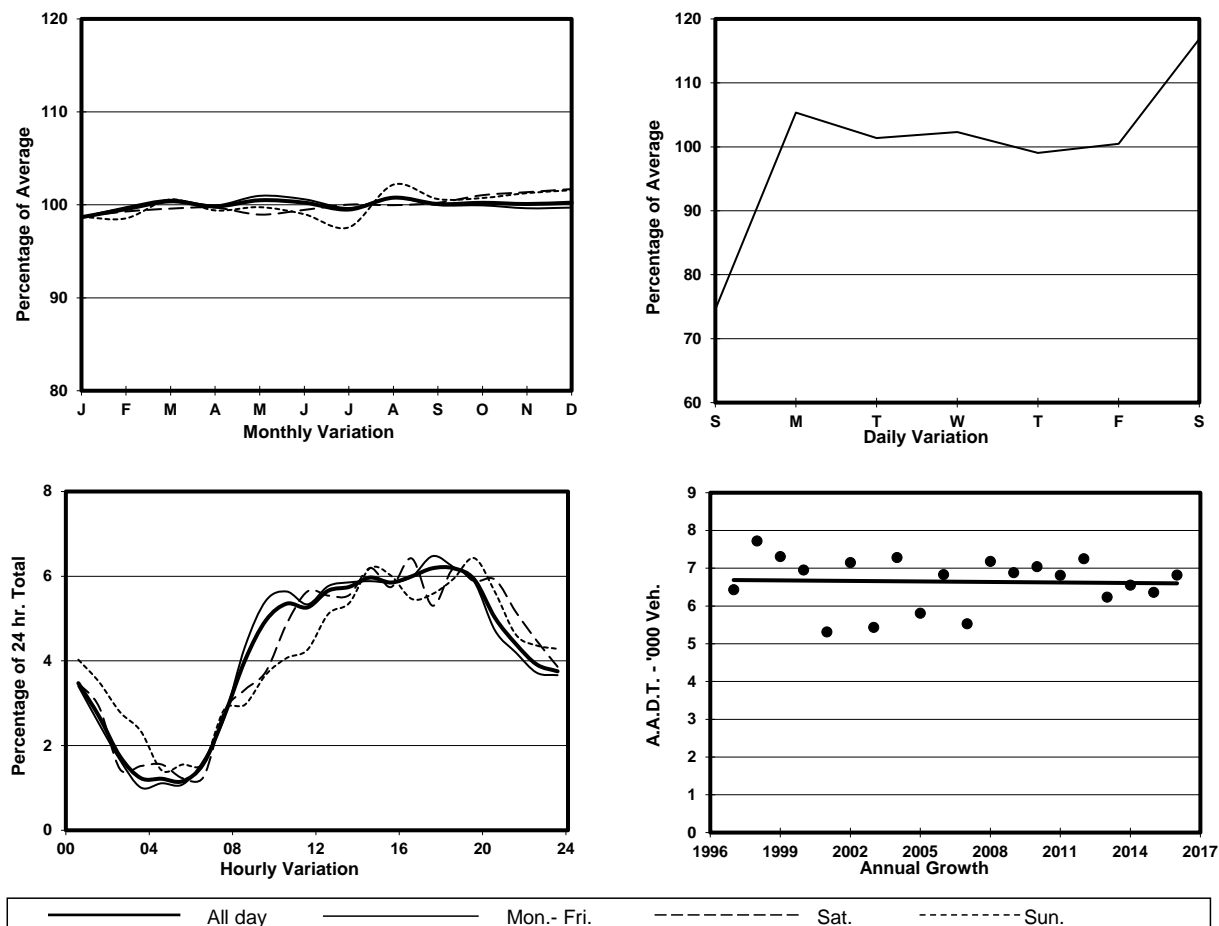 120
110
100
90
80
Percentage of Average
J F M A M J J A S O N D
Monthly Variation
120
110
100
90
80
70
60
Percentage of Average
S M T W T F S
Daily Variation
8
6
4
2
0
Percentage of 24 hr. Total
00 04 08 12 16 20 24
Hourly Variation
9
8
7
6
5
4
3
2
1
0
A.A.D.T. - '000 Veh.
1996 1999 2002 2005 2008 2011 2014 2017
Annual Growth
All day Mon.- Fri. Sat. Sun.